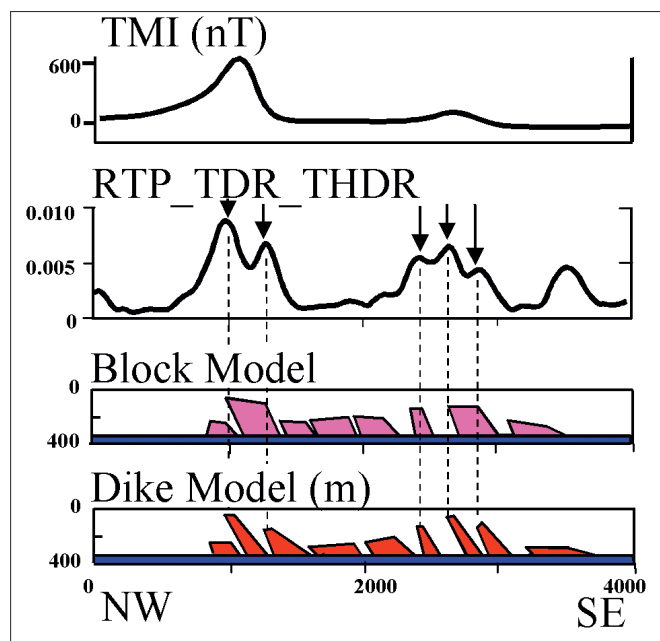 TMI (nT)
600
0
RTP_TDR_THDR
0.010
0.005
0
Block Model
0
400
Dike Model (m)
0
400
0 2000 4000
NW SE